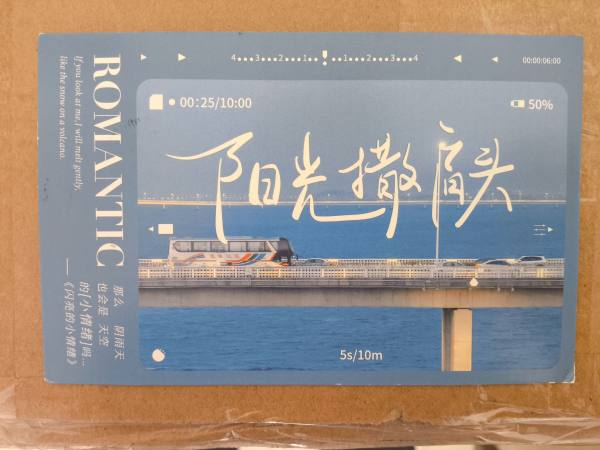 4...3...2...1...1...2...3...4
00:00:06:00
00:25/10:00
50%
阳光撒肩头
5s/10m
ROMANTIC
If you look at me,I will melt gently,
like the snow on a volcano.
那么 阴雨天
也会是 天空
的[小情绪]吗...
——《闪亮的小情绪》